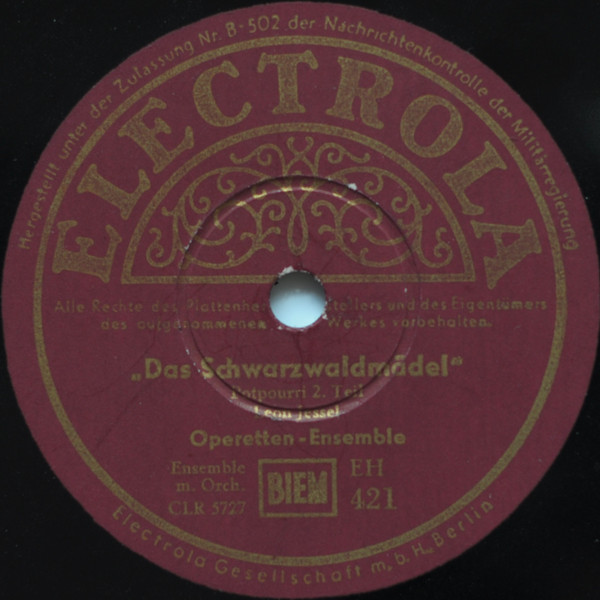 Hergestellt unter der Zulassung Nr. B-502 der Nachrichtenkontrolle der Militärregierung
ELECTROLA
Alle Rechte des Plattenher stellers und des Eigentümers
des aufgenommenen Werkes vorbehalten.
„Das Schwarzwaldmädel"
Potpourri 2. Teil
Leon Jessel
Operetten-Ensemble
Ensemble
m. Orch.
CLR 5727
BIEM
EH
421
Electrola Gesellschaft m. b. H., Berlin